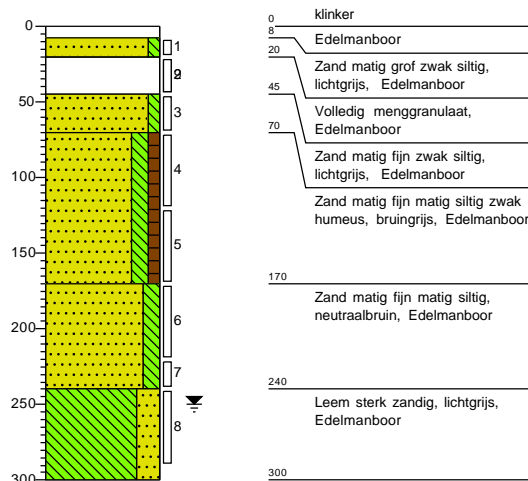 0
50
100
150
200
250
300
1
3
4
5
6
7
8
0
klinker
8
Edelmanboor
20
Zand matig grof zwak siltig,
lichtgrijs, Edelmanboor
45
Volledig menggranulaat,
Edelmanboor
70
Zand matig fijn zwak siltig,
lichtgrijs, Edelmanboor
Zand matig fijn matig siltig zwak
humeus, bruingrijs, Edelmanboor
170
Zand matig fijn matig siltig,
neutraalbruin, Edelmanboor
240
Leem sterk zandig, lichtgrijs,
Edelmanboor
300